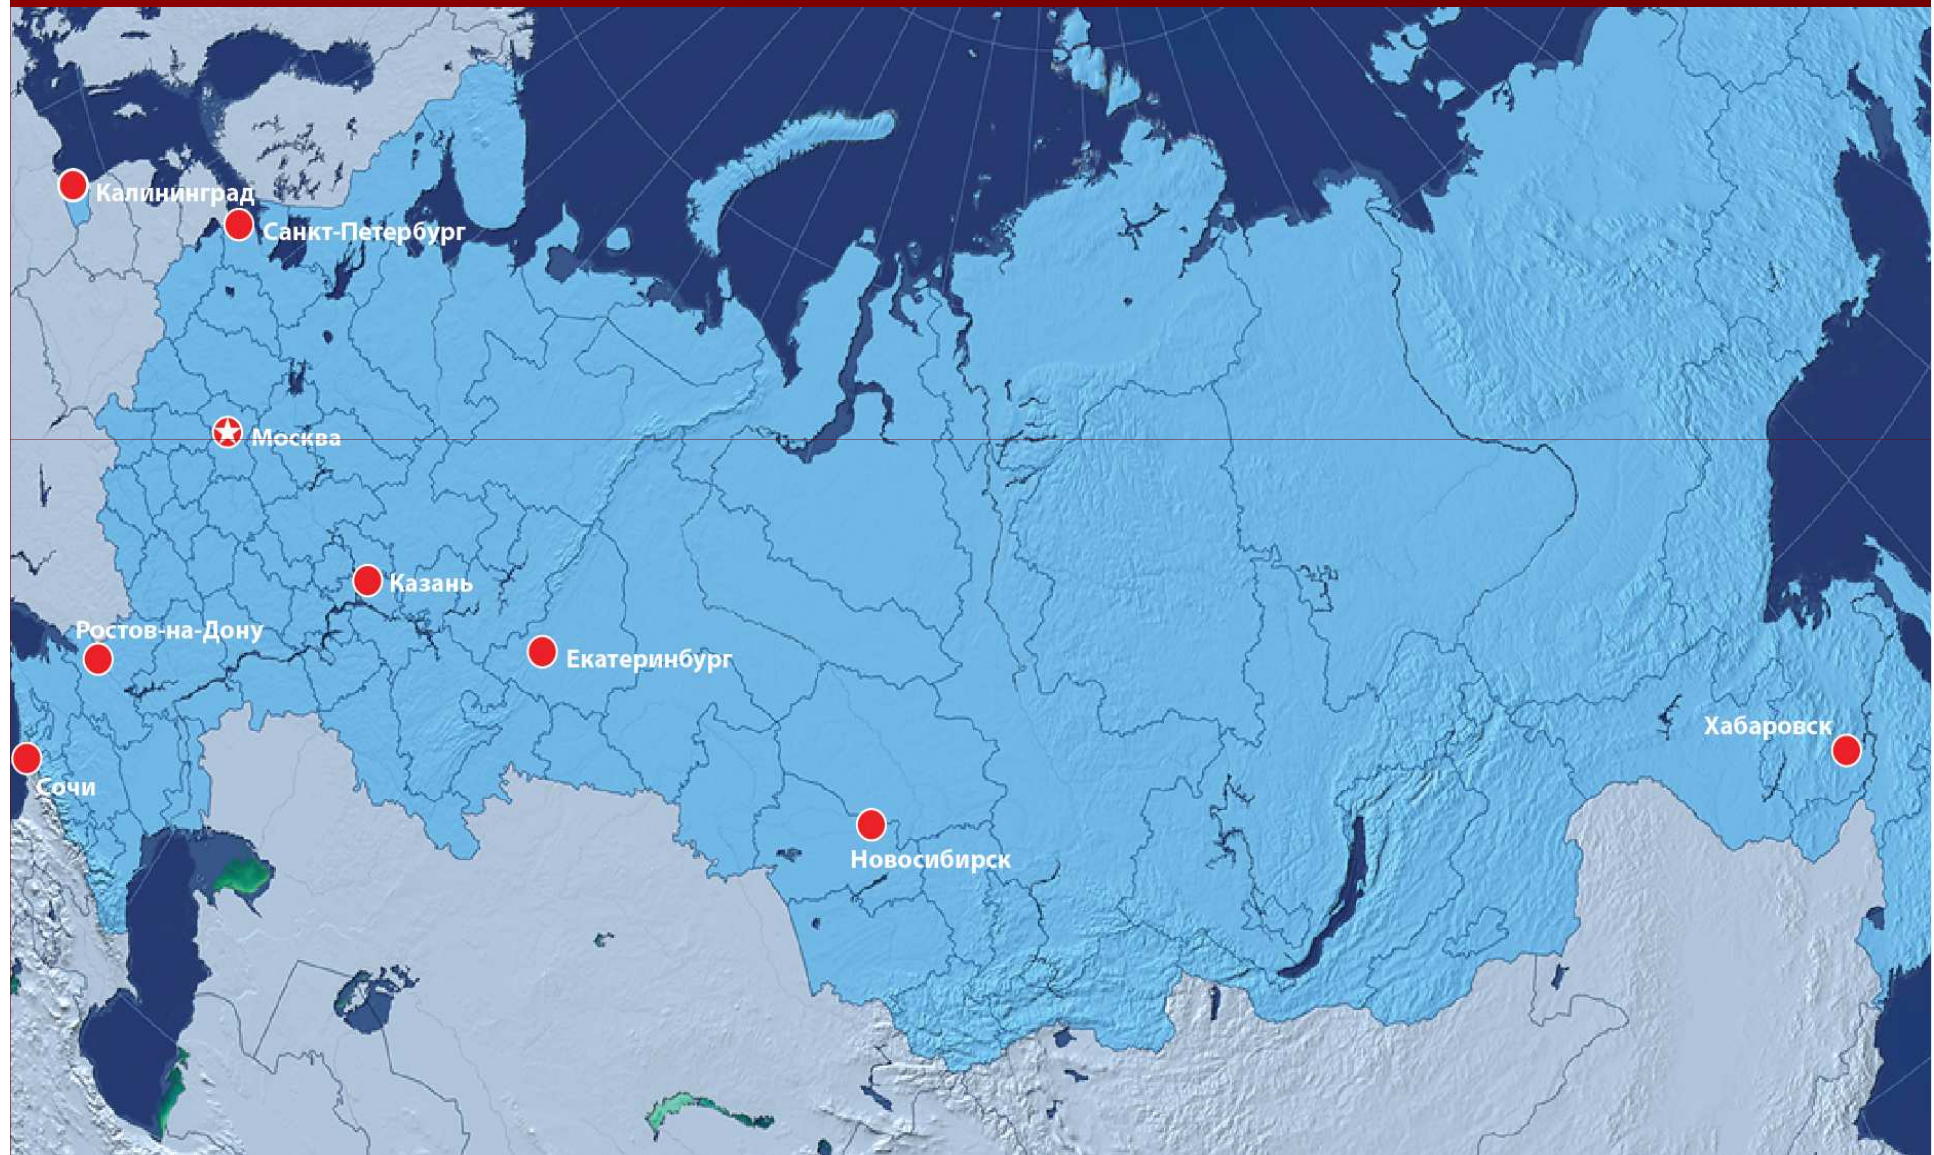 Калининград
Санкт-Петербург
Москва
Казань
Ростов-на-Дону
Екатеринбург
Хабаровск
Сочи
Новосибирск